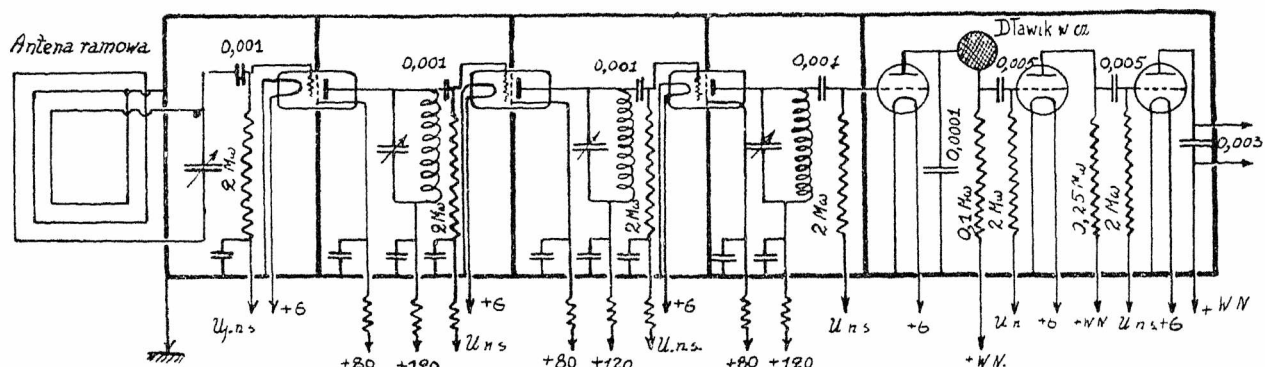 Antena ramowa
0,001
0,001
0,001
0,001
Dławik w cz
0,005
0,005
0,003
2 Mω
2 Mω
2 Mω
2 Mω
0,0001
0,1 Mω
2 Mω
0,25 Mω
2 Mω
U.n.s
+6
+80
+120
U n s
+6
+80
+120
U.n.s.
+6
+80
+120
U n s
+6
+WN.
U n
+6
+WN
U n s
+6
+ WN